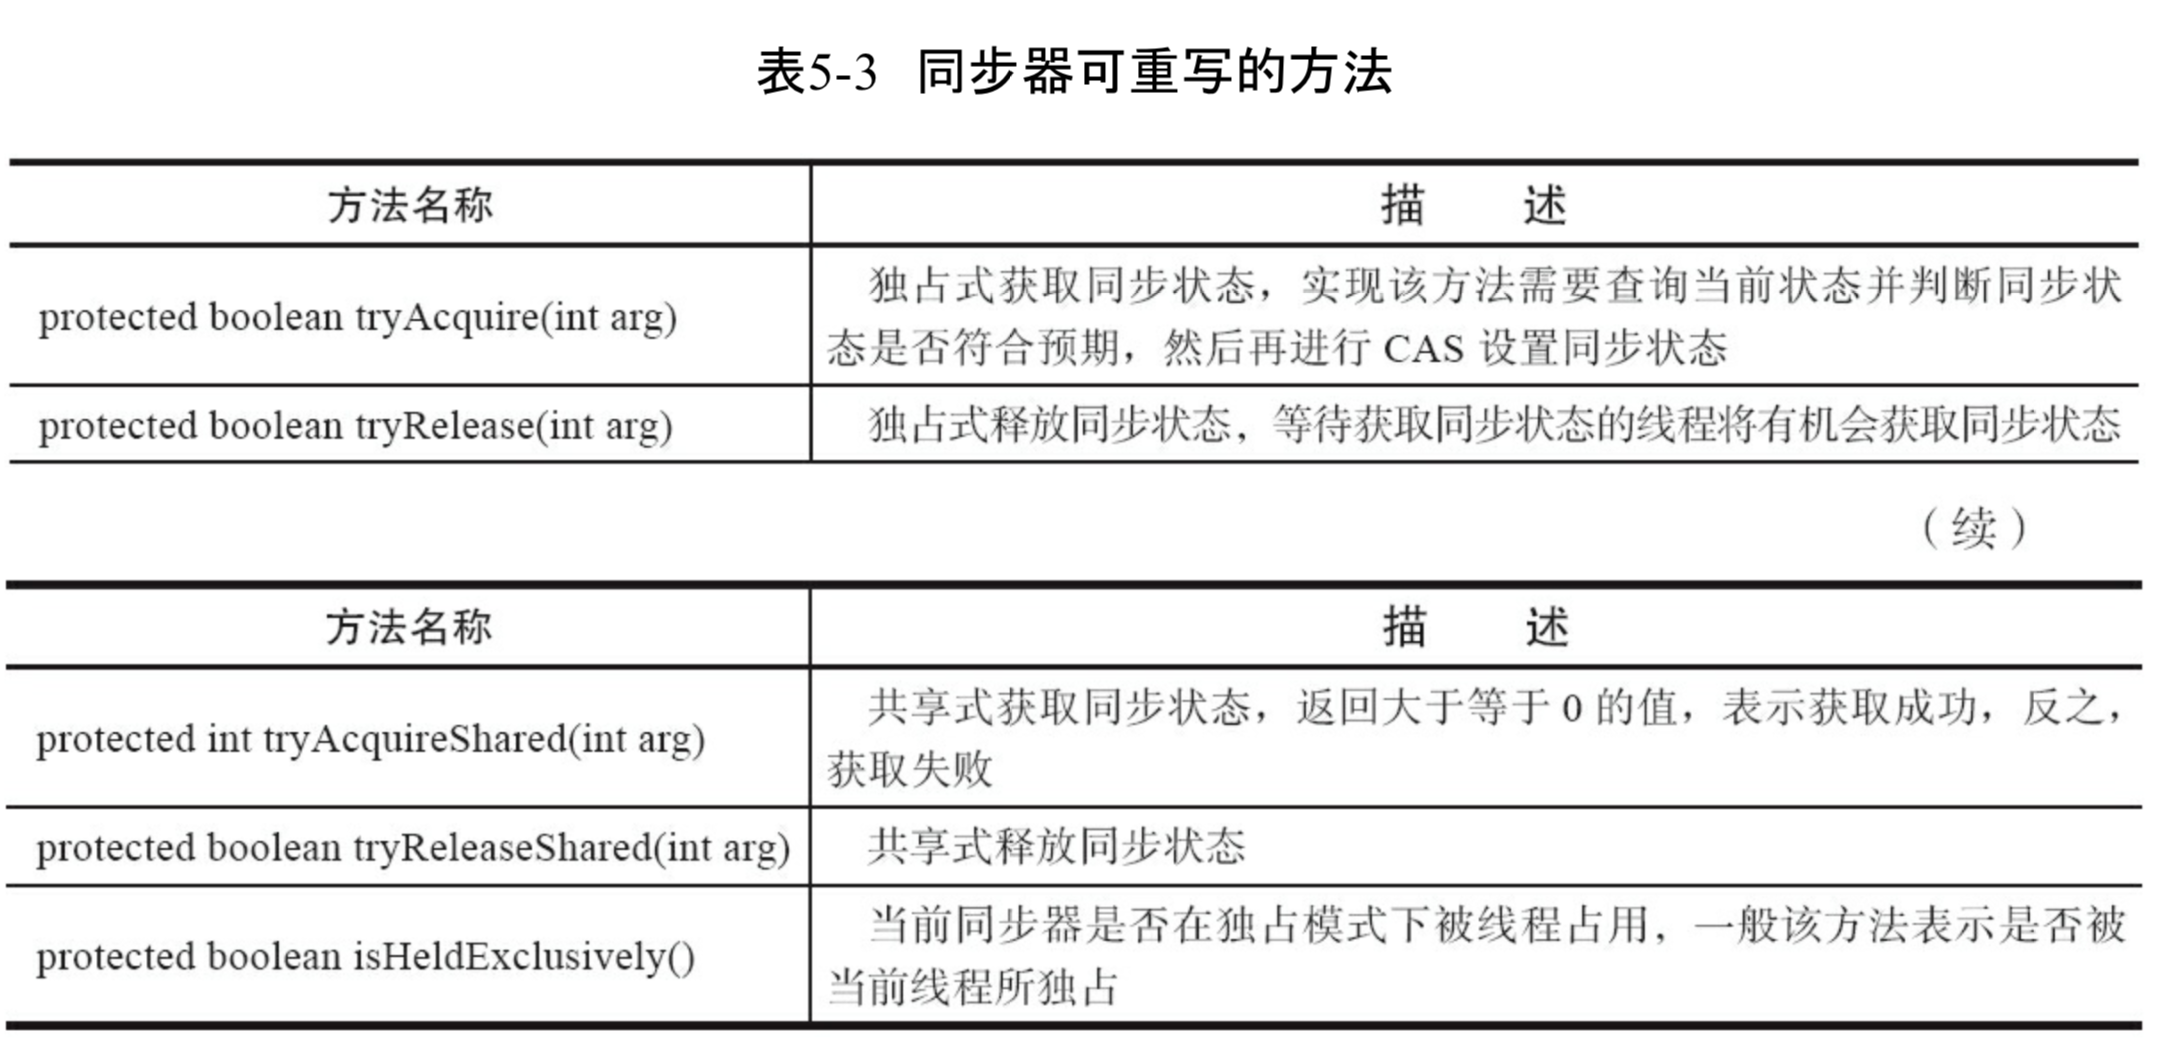 表5-3 同步器可重写的方法
方法名称 描 述
protected boolean tryAcquire(int arg)
独占式获取同步状态，实现该方法需要查询当前状态并判断同步状
态是否符合预期，然后再进行 CAS 设置同步状态
protected boolean tryRelease(int arg)
独占式释放同步状态，等待获取同步状态的线程将有机会获取同步状态
（续）
方法名称 描 述
protected int tryAcquireShared(int arg)
共享式获取同步状态，返回大于等于 0 的值，表示获取成功，反之，
获取失败
protected boolean tryReleaseShared(int arg)
共享式释放同步状态
protected boolean isHeldExclusively()
当前同步器是否在独占模式下被线程占用，一般该方法表示是否被
当前线程所独占